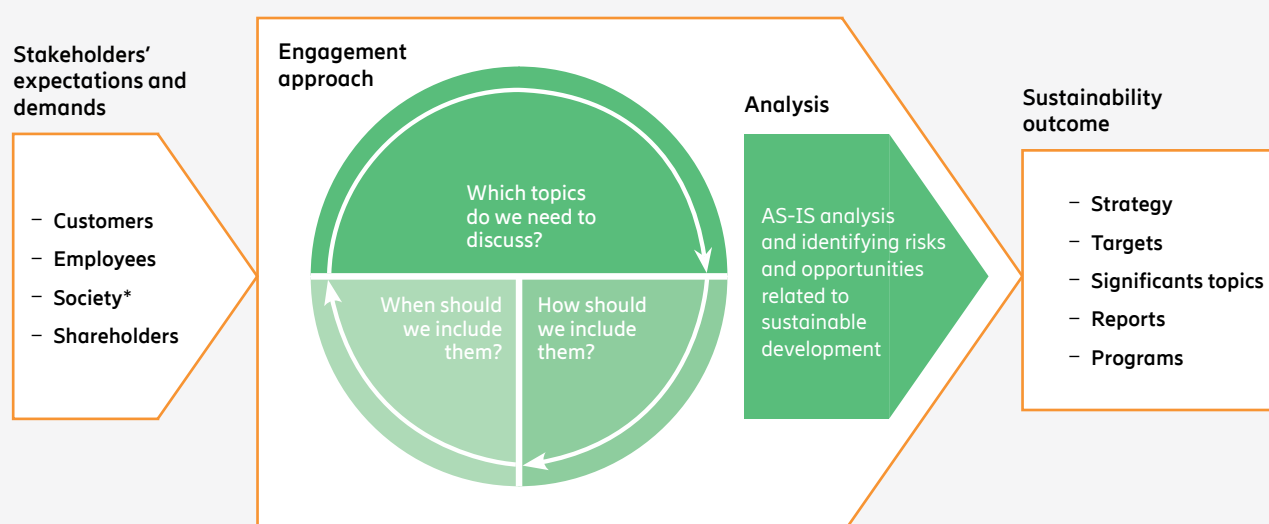 Stakeholders’
expectations and
demands
– Customers
– Employees
– Society*
– Shareholders
Engagement
approach
Which topics
do we need to
discuss?
When should
we include
them?
How should
we include
them?
Analysis
AS-IS analysis
and identifying risks
and opportunities
related to
sustainable
development
Sustainability
outcome
– Strategy
– Targets
– Significants topics
– Reports
– Programs